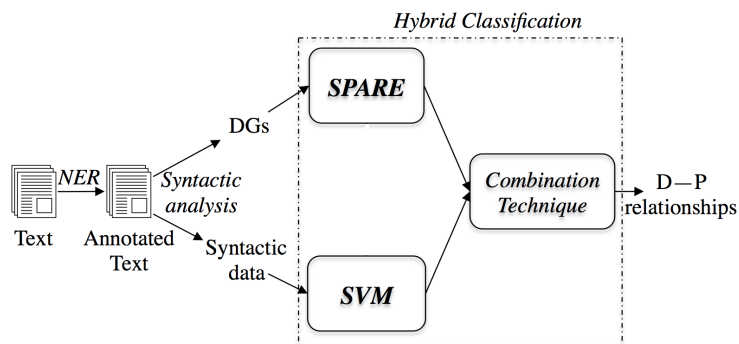 Hybrid Classification
SPARE
DGs
NER
Syntactic
analysis
Text
Annotated
Text
Syntactic
data
SVM
Combination
Technique
D—P
relationships